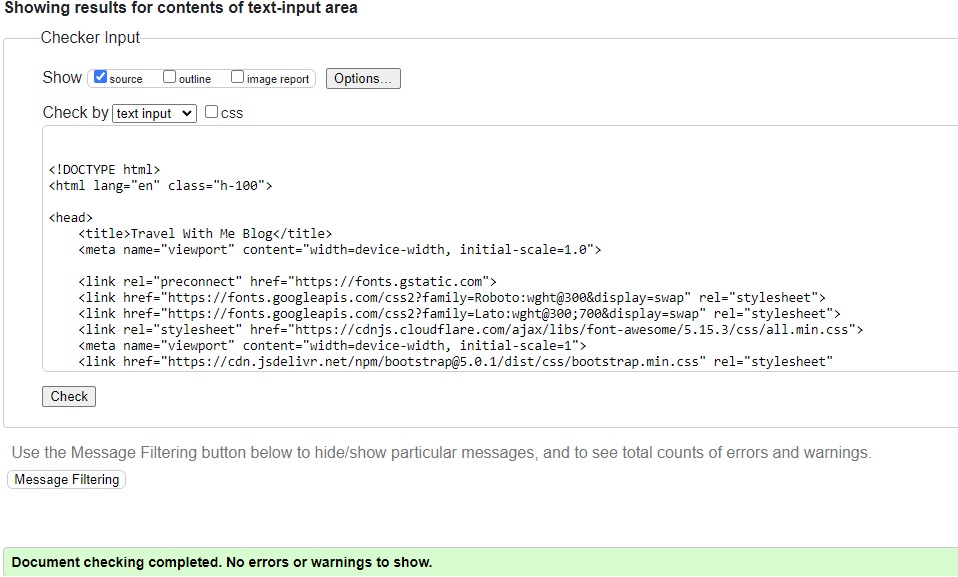 Showing results for contents of text-input area
Checker Input
Show source outline image report Options...
Check by text input css
<!DOCTYPE html>
<html lang="en" class="h-100">
<head>
<title>Travel With Me Blog</title>
<meta name="viewport" content="width=device-width, initial-scale=1.0">
<link rel="preconnect" href="https://fonts.gstatic.com">
<link href="https://fonts.googleapis.com/css2?family=Roboto:wght@300&display=swap" rel="stylesheet">
<link href="https://fonts.googleapis.com/css2?family=Lato:wght@300;700&display=swap" rel="stylesheet">
<link rel="stylesheet" href="https://cdnjs.cloudflare.com/ajax/libs/font-awesome/5.15.3/css/all.min.css">
<meta name="viewport" content="width=device-width, initial-scale=1">
<link href="https://cdn.jsdelivr.net/npm/bootstrap@5.0.1/dist/css/bootstrap.min.css" rel="stylesheet"
Check
Use the Message Filtering button below to hide/show particular messages, and to see total counts of errors and warnings.
Message Filtering
Document checking completed. No errors or warnings to show.